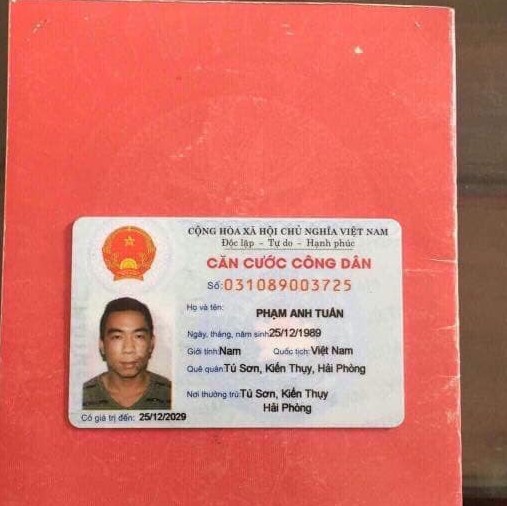 CỘNG HÒA XÃ HỘI CHỦ NGHĨA VIỆT NAM
Độc lập - Tự do - Hạnh phúc
CĂN CƯỚC CÔNG DÂN
Số: 031089003725
Họ và tên:
PHẠM ANH TUẤN
Ngày, tháng, năm sinh: 25/12/1989
Giới tính: Nam Quốc tịch: Việt Nam
Quê quán: Tú Sơn, Kiến Thụy, Hải Phòng
Nơi thường trú: Tú Sơn, Kiến Thụy
Hải Phòng
Có giá trị đến: 25/12/2029